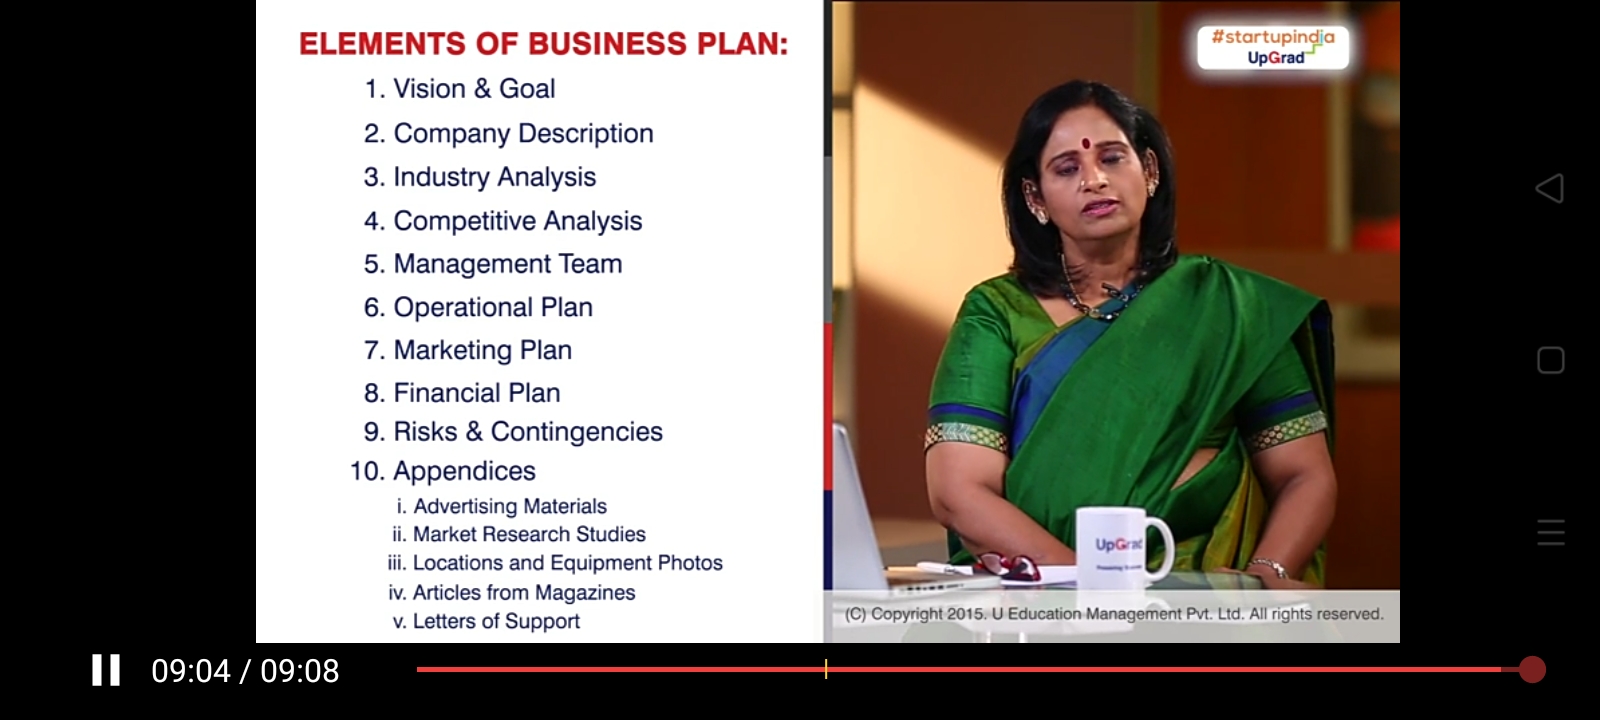 ELEMENTS OF BUSINESS PLAN:
1. Vision & Goal
2. Company Description
3. Industry Analysis
4. Competitive Analysis
5. Management Team
6. Operational Plan
7. Marketing Plan
8. Financial Plan
9. Risks & Contingencies
10. Appendices
i. Advertising Materials
ii. Market Research Studies
iii. Locations and Equipment Photos
iv. Articles from Magazines
v. Letters of Support
#startupindia
UpGrad
UpGrad
(C) Copyright 2015. U Education Management Pvt. Ltd. All rights reserved.
09:04 / 09:08